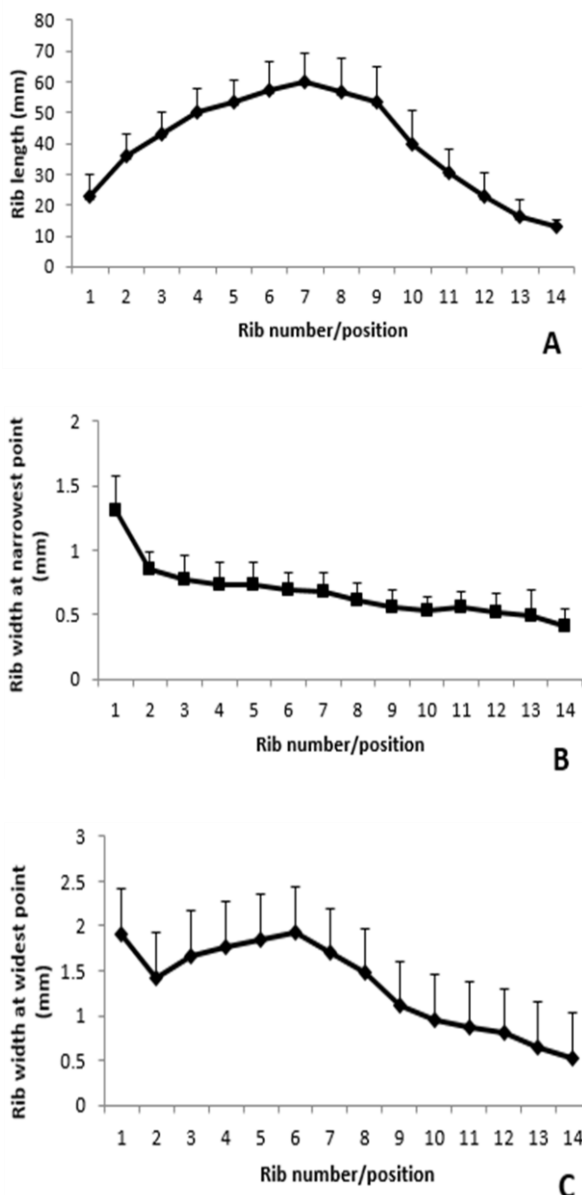 Rib length (mm)
80
70
60
50
40
30
20
10
0
1 2 3 4 5 6 7 8 9 10 11 12 13 14
Rib number/position
A
Rib width at narrowest point
(mm)
2
1.5
1
0.5
0
1 2 3 4 5 6 7 8 9 10 11 12 13 14
Rib number/position
B
Rib width at widest point
(mm)
3
2.5
2
1.5
1
0.5
0
1 2 3 4 5 6 7 8 9 10 11 12 13 14
Rib number/position
C